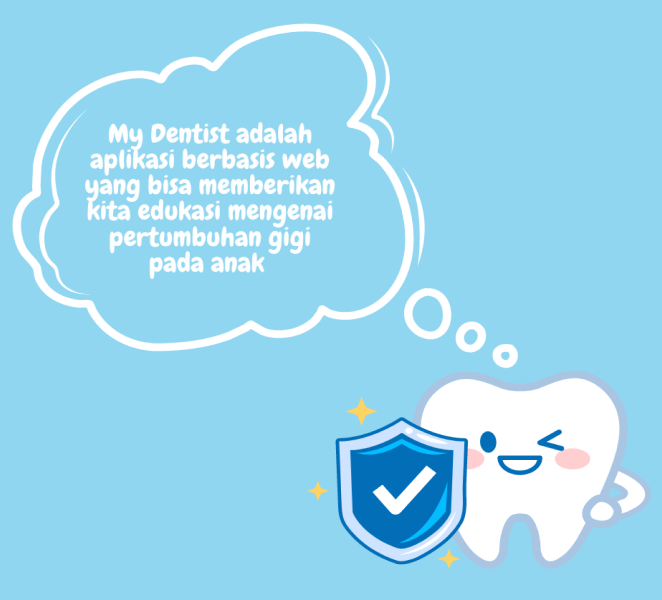 My Dentist adalah
aplikasi berbasis web
yang bisa memberikan
kita edukasi mengenai
pertumbuhan gigi
pada anak